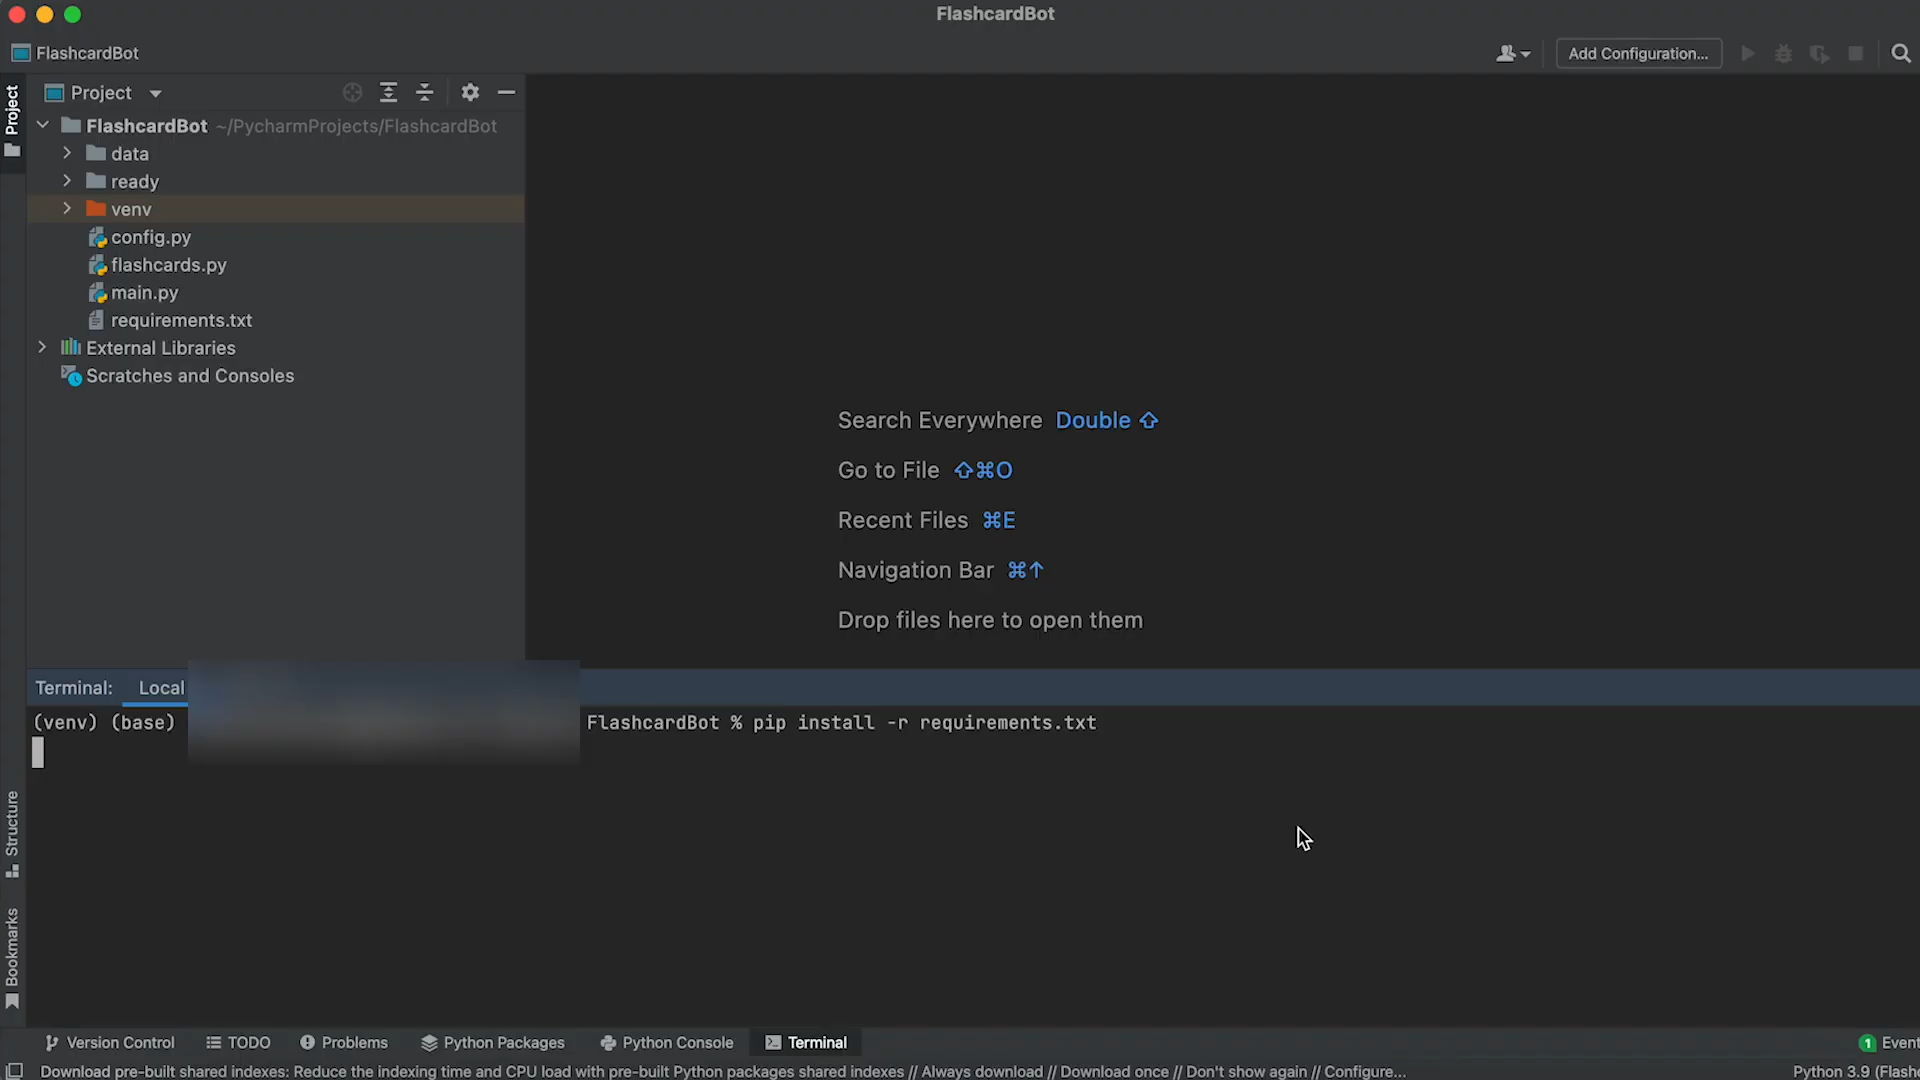 FlashcardBot
FlashcardBot
Add Configuration...
Project
Project
FlashcardBot ~/PycharmProjects/FlashcardBot
data
ready
venv
config.py
flashcards.py
main.py
requirements.txt
External Libraries
Scratches and Consoles
Search Everywhere Double ⇧
Go to File ⇧⌘O
Recent Files ⌘E
Navigation Bar ⌘↑
Drop files here to open them
Terminal: Local
(venv) (base) FlashcardBot % pip install -r requirements.txt
Structure
Bookmarks
Version Control TODO Problems Python Packages Python Console Terminal 1 Event
Download pre-built shared indexes: Reduce the indexing time and CPU load with pre-built Python packages shared indexes // Always download // Download once // Don't show again // Configure... Python 3.9 (Flash